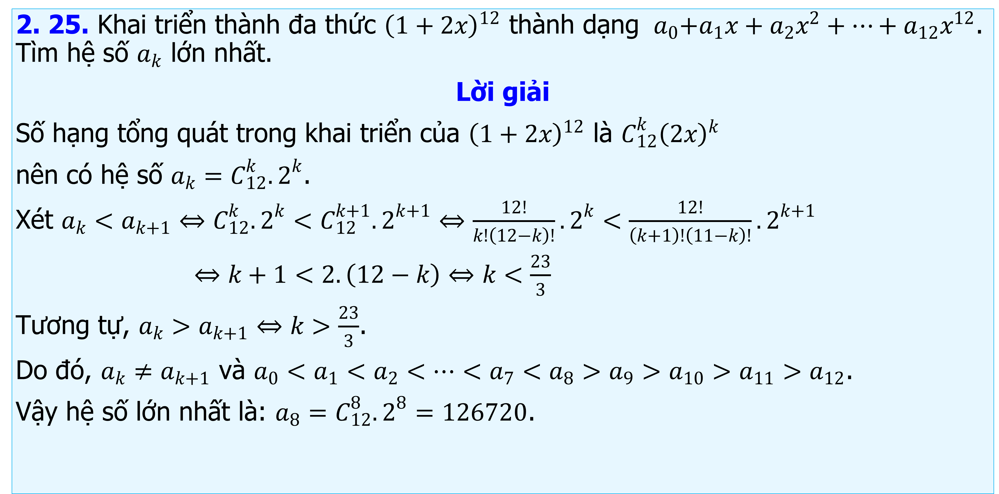 2. 25. Khai triển thành đa thức $(1 + 2x)^{12}$ thành dạng $a_0 + a_1x + a_2x^2 + \cdots + a_{12}x^{12}$.
Tìm hệ số $a_k$ lớn nhất.
Lời giải
Số hạng tổng quát trong khai triển của $(1 + 2x)^{12}$ là $C_{12}^k(2x)^k$
nên có hệ số $a_k = C_{12}^k . 2^k$.
Xét $a_k < a_{k+1} \Leftrightarrow C_{12}^k . 2^k < C_{12}^{k+1} . 2^{k+1} \Leftrightarrow \frac{12!}{k!(12-k)!} . 2^k < \frac{12!}{(k+1)!(11-k)!} . 2^{k+1}$
$\Leftrightarrow k + 1 < 2. (12 - k) \Leftrightarrow k < \frac{23}{3}$
Tương tự, $a_k > a_{k+1} \Leftrightarrow k > \frac{23}{3}$.
Do đó, $a_k \neq a_{k+1}$ và $a_0 < a_1 < a_2 < \cdots < a_7 < a_8 > a_9 > a_{10} > a_{11} > a_{12}$.
Vậy hệ số lớn nhất là: $a_8 = C_{12}^8 . 2^8 = 126720$.